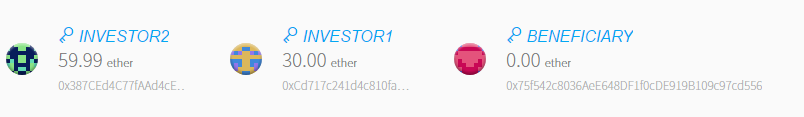 INVESTOR2
59.99 ether
0x387CEd4C77fAAd4cE..
INVESTOR1
30.00 ether
0xCd717c241d4c810fa...
BENEFICIARY
0.00 ether
0x75f542c8036AeE648DF1f0cDE919B109c97cd556